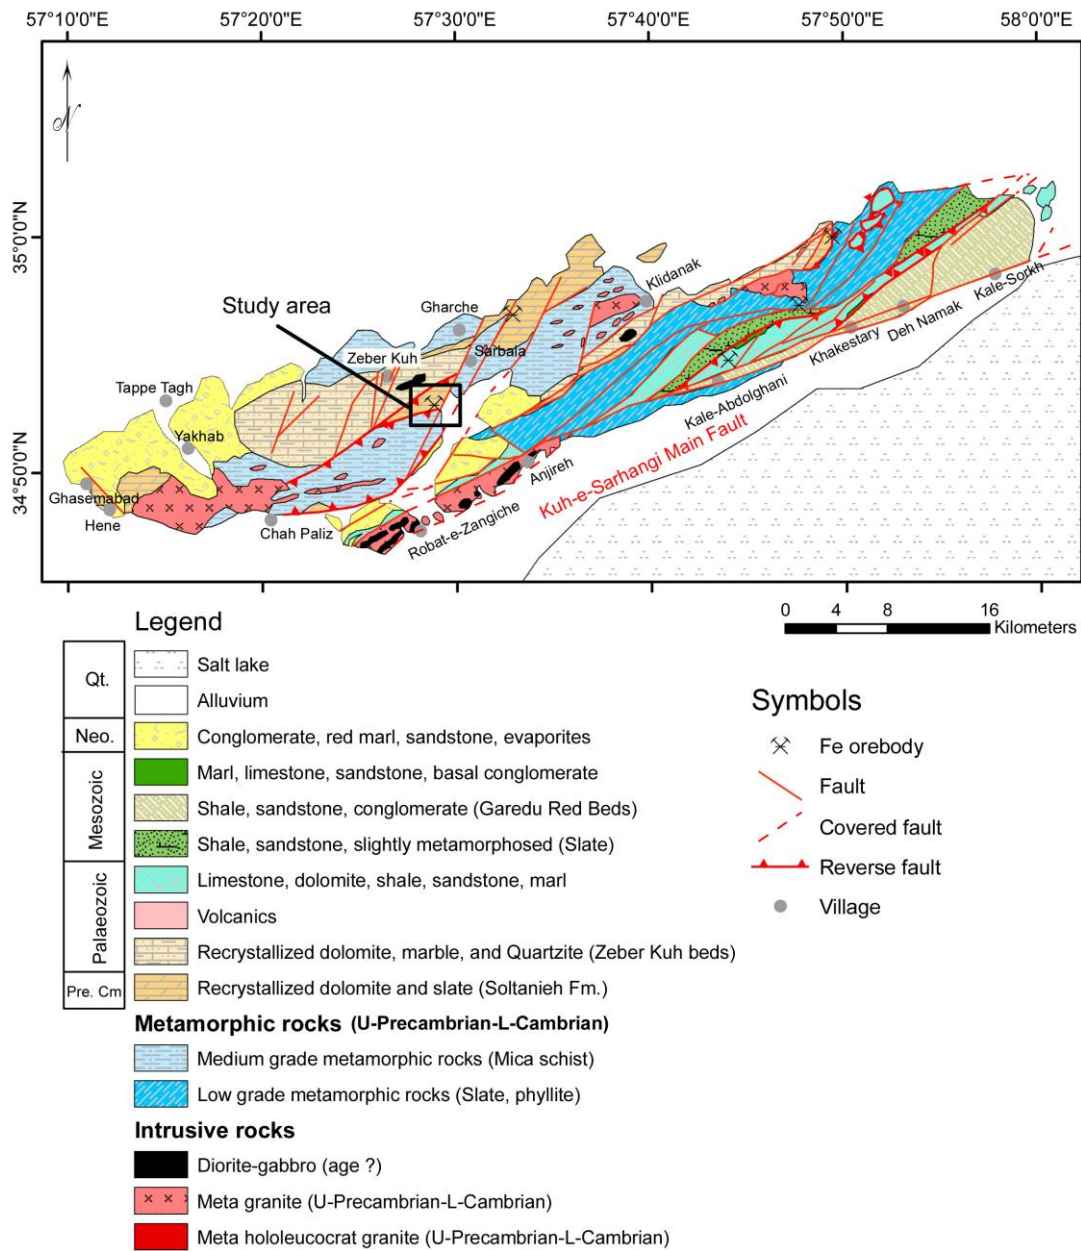 57°10'0"E 57°20'0"E 57°30'0"E 57°40'0"E 57°50'0"E 58°0'0"E
N
35°0'0"N
34°50'0"N
Study area
Klidanak
Gharche
Sarbala
Zeber Kuh
Tappe Tagh
Yakhab
Ghasemabad
Hene
Chah Paliz
Robat-e-Zangiche
Anjireh
Kale-Abdolghani
Khakestary
Deh Namak
Kale-Sorkh
Kuh-e-Sarhangi Main Fault
0 4 8 16
Kilometers
Legend
Qt.
Salt lake
Alluvium
Neo.
Conglomerate, red marl, sandstone, evaporites
Mesozoic
Marl, limestone, sandstone, basal conglomerate
Shale, sandstone, conglomerate (Garedu Red Beds)
Shale, sandstone, slightly metamorphosed (Slate)
Palaeozoic
Limestone, dolomite, shale, sandstone, marl
Volcanics
Recrystallized dolomite, marble, and Quartzite (Zeber Kuh beds)
Pre. Cm
Recrystallized dolomite and slate (Soltanieh Fm.)
Metamorphic rocks (U-Precambrian-L-Cambrian)
Medium grade metamorphic rocks (Mica schist)
Low grade metamorphic rocks (Slate, phyllite)
Intrusive rocks
Diorite-gabbro (age ?)
Meta granite (U-Precambrian-L-Cambrian)
Meta hololeucocrat granite (U-Precambrian-L-Cambrian)
Symbols
Fe orebody
Fault
Covered fault
Reverse fault
Village